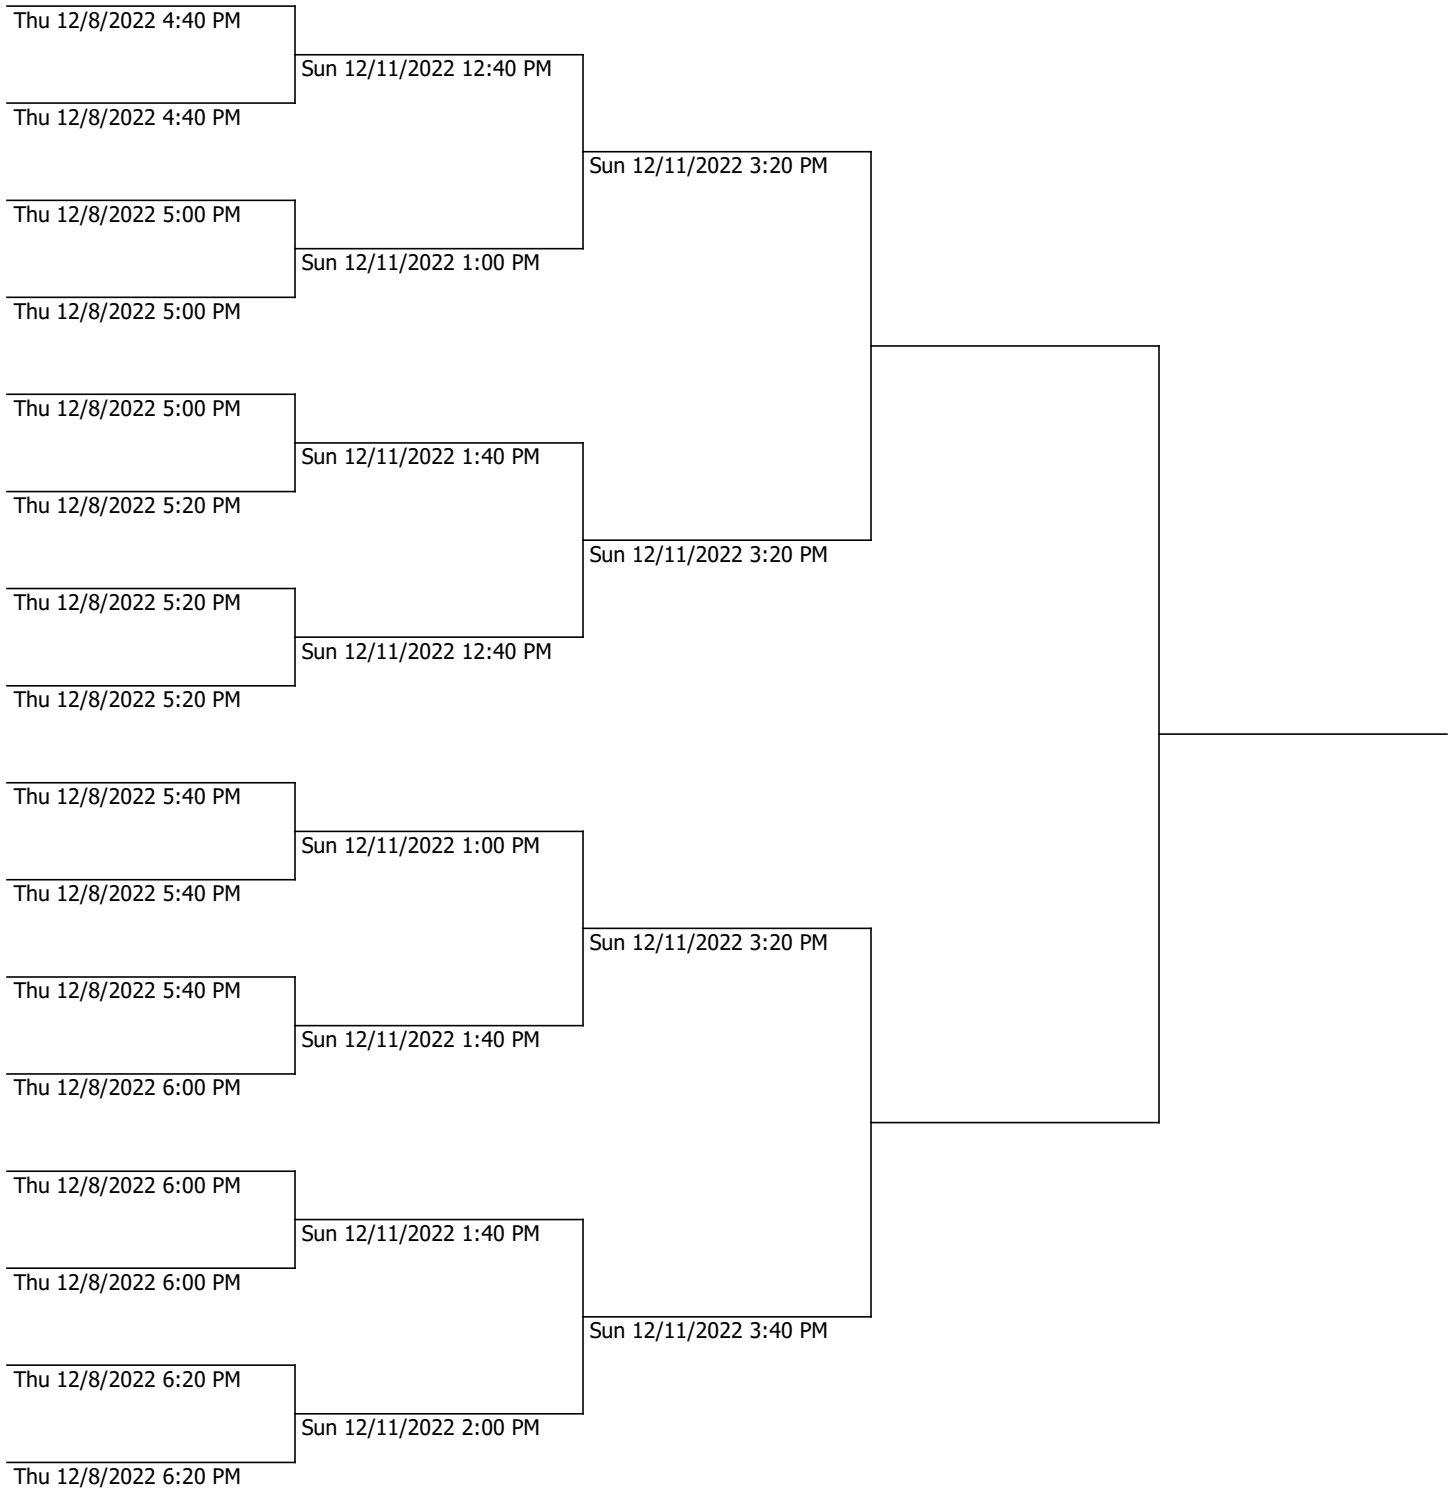 Thu 12/8/2022 4:40 PM
Sun 12/11/2022 12:40 PM
Thu 12/8/2022 4:40 PM
Sun 12/11/2022 3:20 PM
Thu 12/8/2022 5:00 PM
Sun 12/11/2022 1:00 PM
Thu 12/8/2022 5:00 PM
Thu 12/8/2022 5:00 PM
Sun 12/11/2022 1:40 PM
Thu 12/8/2022 5:20 PM
Sun 12/11/2022 3:20 PM
Thu 12/8/2022 5:20 PM
Sun 12/11/2022 12:40 PM
Thu 12/8/2022 5:20 PM
Thu 12/8/2022 5:40 PM
Sun 12/11/2022 1:00 PM
Thu 12/8/2022 5:40 PM
Sun 12/11/2022 3:20 PM
Thu 12/8/2022 5:40 PM
Sun 12/11/2022 1:40 PM
Thu 12/8/2022 6:00 PM
Thu 12/8/2022 6:00 PM
Sun 12/11/2022 1:40 PM
Thu 12/8/2022 6:00 PM
Sun 12/11/2022 3:40 PM
Thu 12/8/2022 6:20 PM
Sun 12/11/2022 2:00 PM
Thu 12/8/2022 6:20 PM